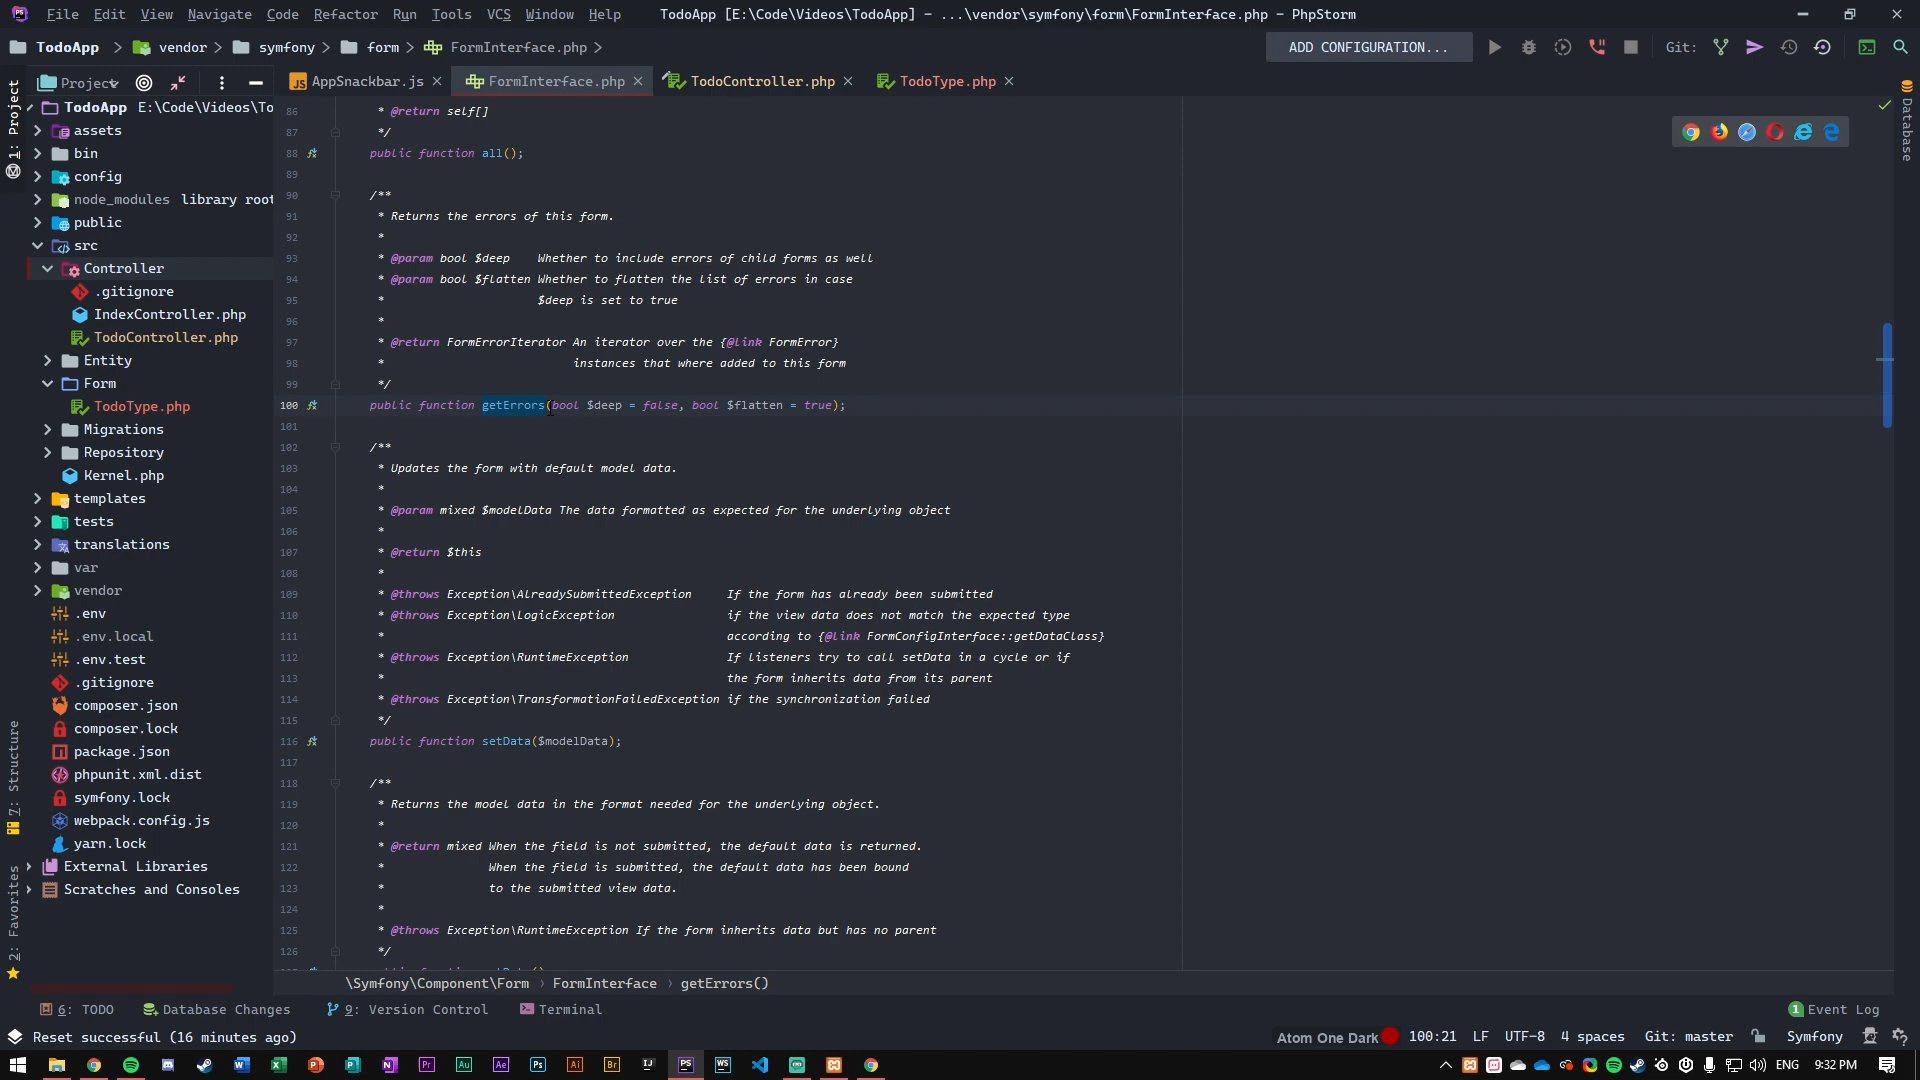 File Edit View Navigate Code Refactor Run Tools VCS Window Help TodoApp [E:\Code\Videos\TodoApp] - ...\vendor\symfony\form\FormInterface.php - PhpStorm
TodoApp vendor symfony form FormInterface.php ADD CONFIGURATION... Git:
Project AppSnackbar.js FormInterface.php TodoController.php TodoType.php
1: Project
7: Structure
2: Favorites
Database
TodoApp E:\Code\Videos\To
assets
bin
config
node_modules library root
public
src
Controller
.gitignore
IndexController.php
TodoController.php
Entity
Form
TodoType.php
Migrations
Repository
Kernel.php
templates
tests
translations
var
vendor
.env
.env.local
.env.test
.gitignore
composer.json
composer.lock
package.json
phpunit.xml.dist
symfony.lock
webpack.config.js
yarn.lock
External Libraries
Scratches and Consoles
86 * @return self[]
87 */
88 public function all();
89
90 /**
91 * Returns the errors of this form.
92 *
93 * @param bool $deep Whether to include errors of child forms as well
94 * @param bool $flatten Whether to flatten the list of errors in case
95 * $deep is set to true
96 *
97 * @return FormErrorIterator An iterator over the {@link FormError}
98 * instances that where added to this form
99 */
100 public function getErrors(bool $deep = false, bool $flatten = true);
101
102 /**
103 * Updates the form with default model data.
104 *
105 * @param mixed $modelData The data formatted as expected for the underlying object
106 *
107 * @return $this
108 *
109 * @throws Exception\AlreadySubmittedException If the form has already been submitted
110 * @throws Exception\LogicException if the view data does not match the expected type
111 * according to {@link FormConfigInterface::getDataClass}
112 * @throws Exception\RuntimeException If listeners try to call setData in a cycle or if
113 * the form inherits data from its parent
114 * @throws Exception\TransformationFailedException if the synchronization failed
115 */
116 public function setData($modelData);
117
118 /**
119 * Returns the model data in the format needed for the underlying object.
120 *
121 * @return mixed When the field is not submitted, the default data is returned.
122 * When the field is submitted, the default data has been bound
123 * to the submitted view data.
124 *
125 * @throws Exception\RuntimeException If the form inherits data but has no parent
126 */
\Symfony\Component\Form › FormInterface › getErrors()
6: TODO Database Changes 9: Version Control Terminal 1 Event Log
Reset successful (16 minutes ago) Atom One Dark 100:21 LF UTF-8 4 spaces Git: master Symfony
ENG 9:32 PM